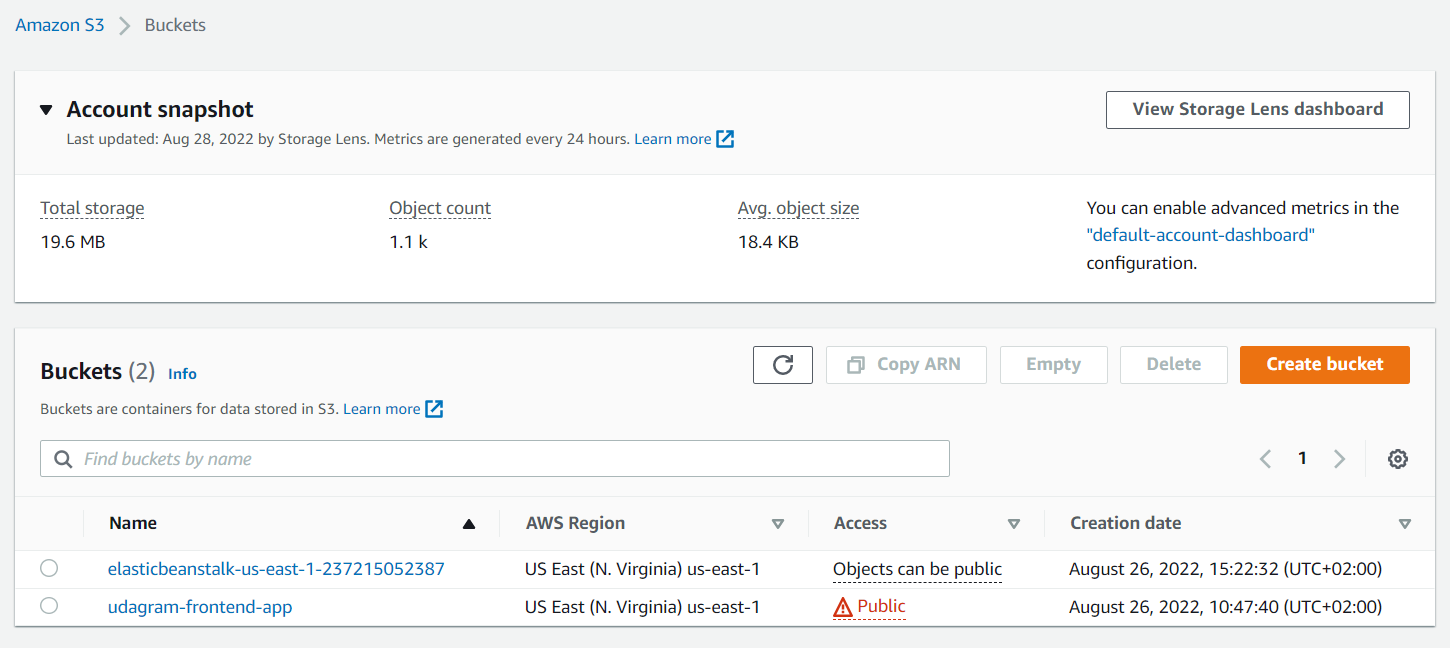 Amazon S3 > Buckets
Account snapshot
View Storage Lens dashboard
Last updated: Aug 28, 2022 by Storage Lens. Metrics are generated every 24 hours. Learn more
Total storage
Object count
Avg. object size
19.6 MB
1.1 k
18.4 KB
You can enable advanced metrics in the
"default-account-dashboard"
configuration.
Buckets (2) Info
Copy ARN
Empty
Delete
Create bucket
Buckets are containers for data stored in S3. Learn more
Find buckets by name
1
Name AWS Region Access Creation date
elasticbeanstalk-us-east-1-237215052387 US East (N. Virginia) us-east-1 Objects can be public August 26, 2022, 15:22:32 (UTC+02:00)
udagram-frontend-app US East (N. Virginia) us-east-1 Public August 26, 2022, 10:47:40 (UTC+02:00)